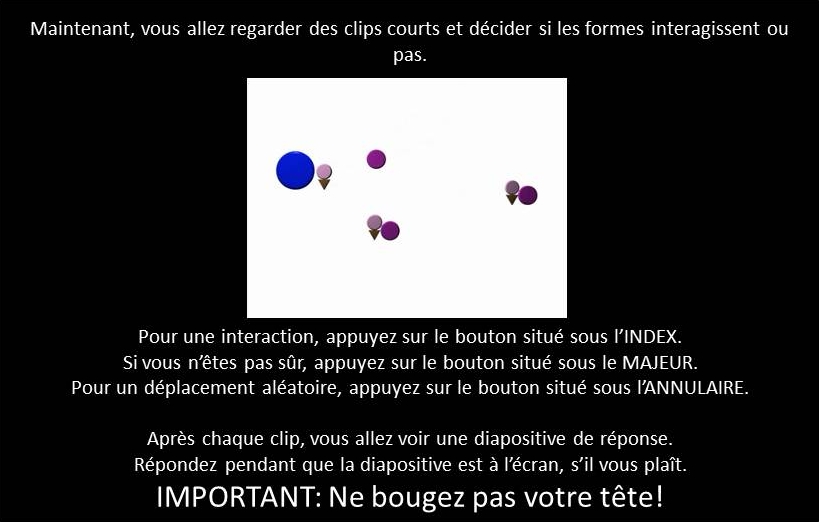 Maintenant, vous allez regarder des clips courts et décider si les formes interagissent ou
pas.
Pour une interaction, appuyez sur le bouton situé sous l'INDEX.
Si vous n'êtes pas sûr, appuyez sur le bouton situé sous le MAJEUR.
Pour un déplacement aléatoire, appuyez sur le bouton situé sous l'ANNULAIRE.
Après chaque clip, vous allez voir une diapositive de réponse.
Répondez pendant que la diapositive est à l'écran, s'il vous plaît.
IMPORTANT: Ne bougez pas votre tête!